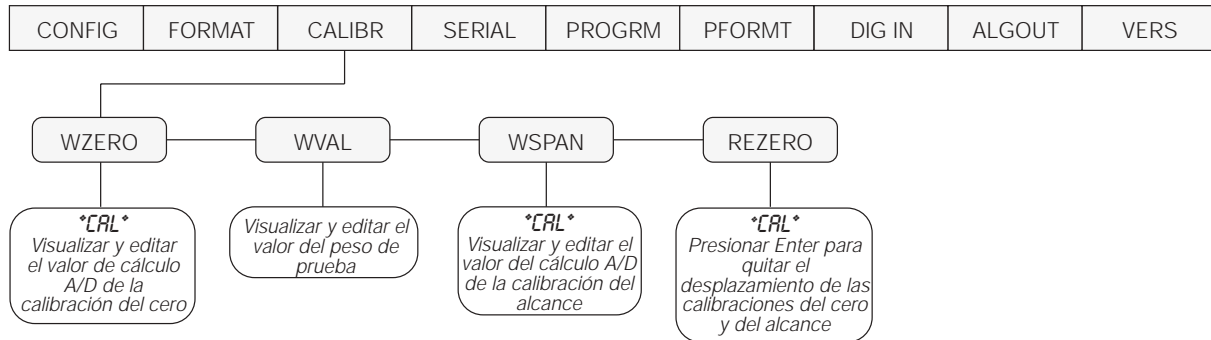 CONFIG FORMAT CALIBR SERIAL PROGRM PFORMT DIG IN ALGOUT VERS
WZERO WVAL WSPAN REZERO
*CAL*
Visualizar y editar
el valor de cálculo
A/D de la
calibración del cero
Visualizar y editar el
valor del peso de
prueba
*CAL*
Visualizar y editar el
valor del cálculo A/D
de la calibración del
alcance
*CAL*
Presionar Enter para
quitar el
desplazamiento de las
calibraciones del cero
y del alcance